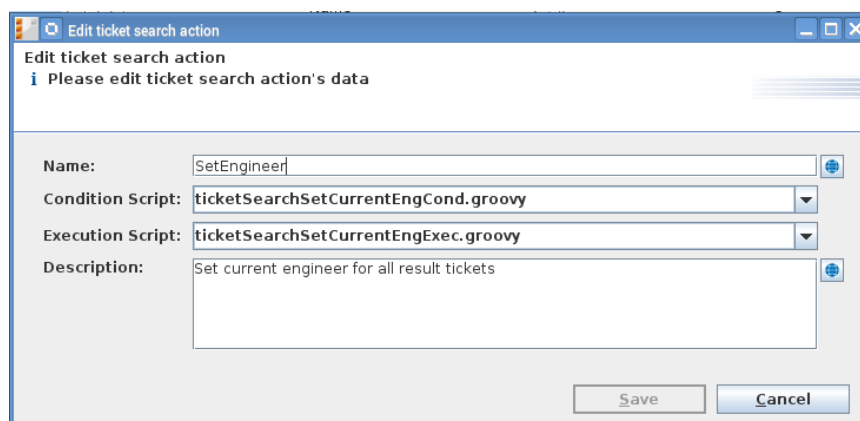 Edit ticket search action
Edit ticket search action
i Please edit ticket search action's data
Name: SetEngineer
Condition Script: ticketSearchSetCurrentEngCond.groovy
Execution Script: ticketSearchSetCurrentEngExec.groovy
Description: Set current engineer for all result tickets
Save Cancel